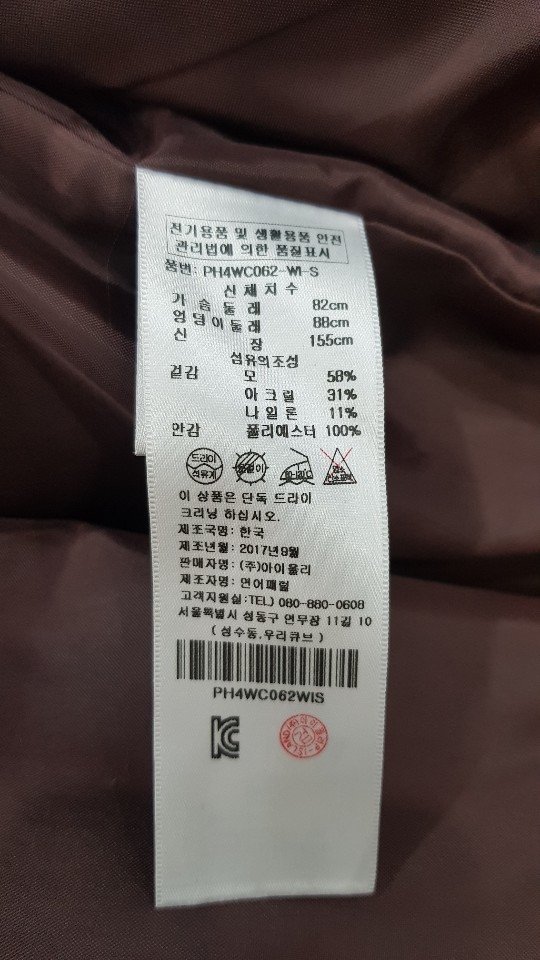 전기용품 및 생활용품 안전
관리법에 의한 품질표시
품번: PH4WC062-WI-S
신체치수
가슴둘레 82cm
엉덩이둘레 88cm
신장 155cm
섬유의조성
겉감 모 58%
아크릴 31%
나일론 11%
안감 폴리에스터 100%
드라이
석유계
이 상품은 단독 드라이
크리닝 하십시오.
제조국명: 한국
제조년월: 2017년9월
판매자명: (주)아이올리
제조자명: 연어패럴
고객지원실:TEL) 080-880-0608
서울특별시 성동구 연무장 11길 10
(성수동,우리큐브)
PH4WC062WIS